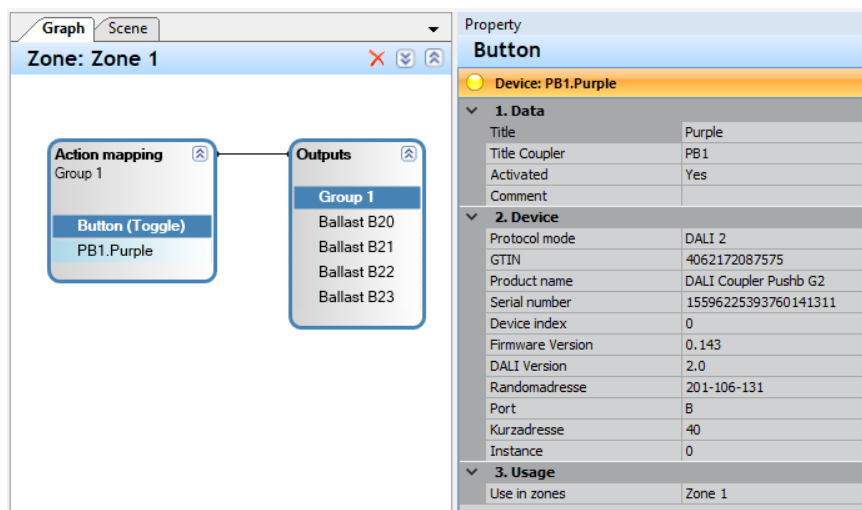 Graph Scene
Zone: Zone 1
Action mapping
Group 1
Button (Toggle)
PB1.Purple
Outputs
Group 1
Ballast B20
Ballast B21
Ballast B22
Ballast B23
Property
Button
Device: PB1.Purple
1. Data
Title Purple
Title Coupler PB1
Activated Yes
Comment
2. Device
Protocol mode DALI 2
GTIN 4062172087575
Product name DALI Coupler Pushb G2
Serial number 15596225393760141311
Device index 0
Firmware Version 0.143
DALI Version 2.0
Randomadresse 201-106-131
Port B
Kurzadresse 40
Instance 0
3. Usage
Use in zones Zone 1